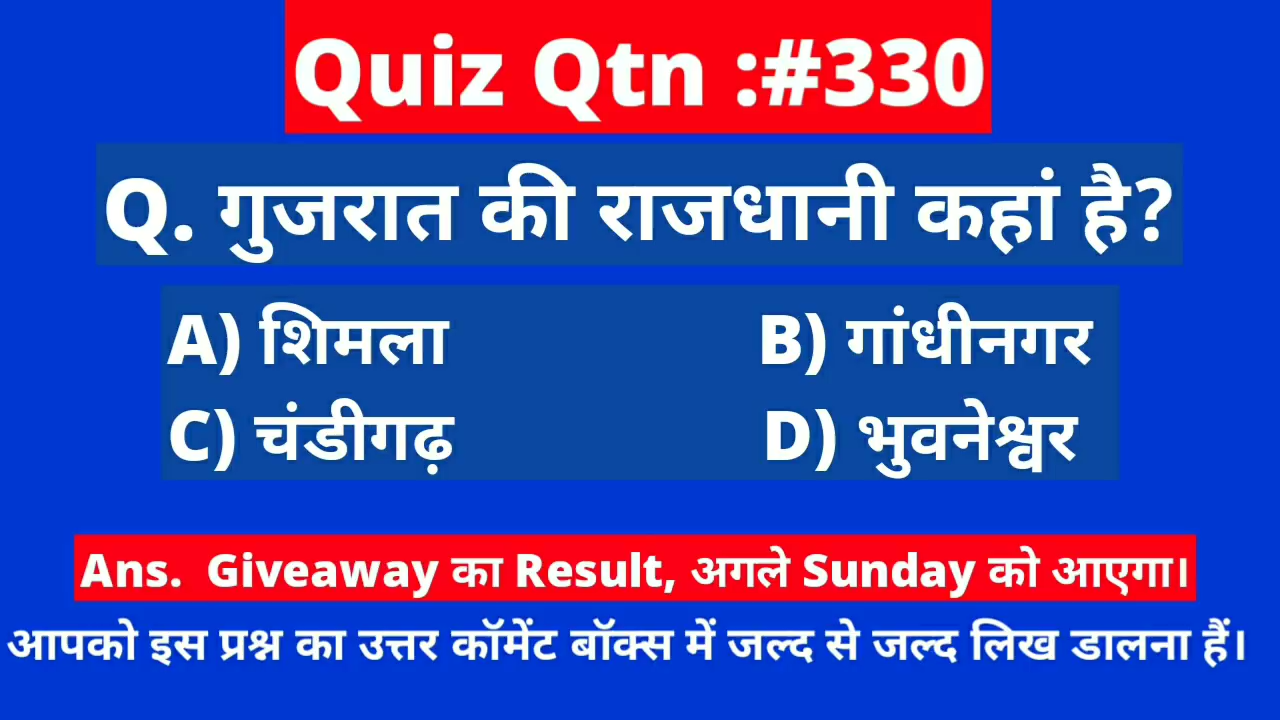 Quiz Qtn :#330
Q. गुजरात की राजधानी कहां है?
A) शिमला B) गांधीनगर
C) चंडीगढ़ D) भुवनेश्वर
Ans. Giveaway का Result, अगले Sunday को आएगा।
आपको इस प्रश्न का उत्तर कॉमेंट बॉक्स में जल्द से जल्द लिख डालना हैं।